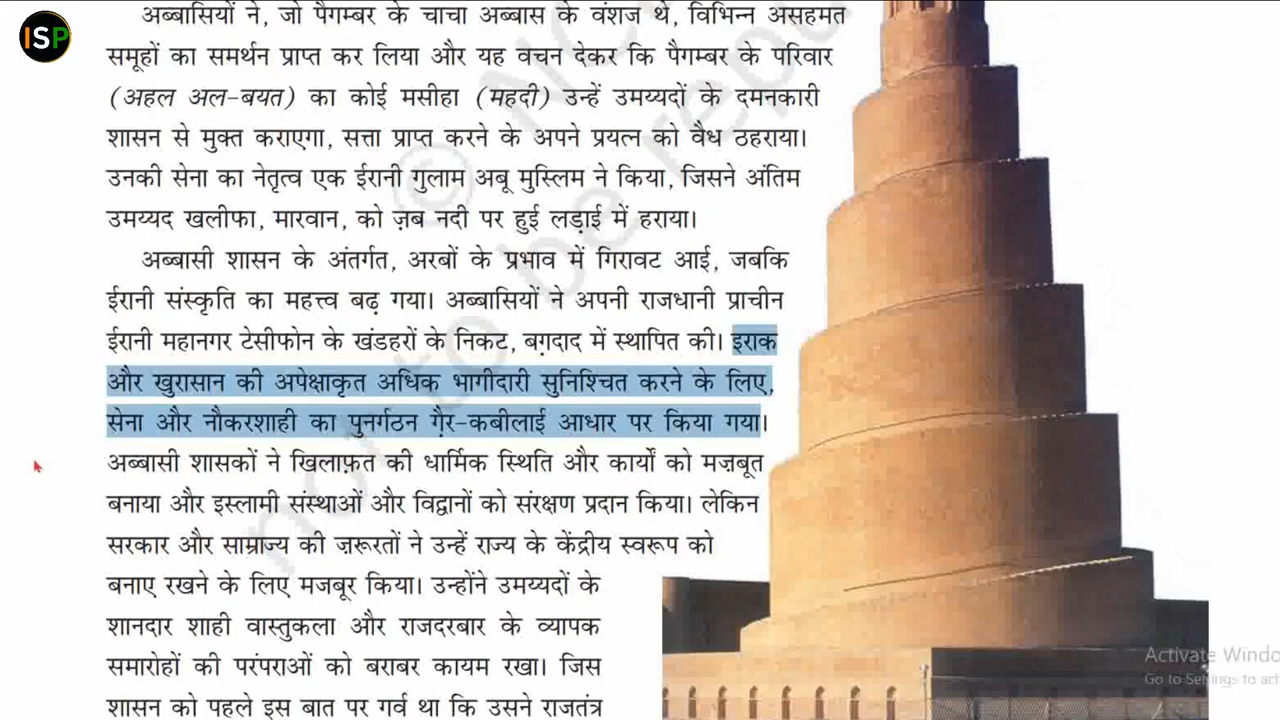 ISP
अब्बासियों ने, जो पैगम्बर के चाचा अब्बास के वंशज थे, विभिन्न असहमत
समूहों का समर्थन प्राप्त कर लिया और यह वचन देकर कि पैगम्बर के परिवार
(अहल अल-बयत) का कोई मसीहा (महदी) उन्हें उमय्यदों के दमनकारी
शासन से मुक्त कराएगा, सत्ता प्राप्त करने के अपने प्रयत्न को वैध ठहराया।
उनकी सेना का नेतृत्व एक ईरानी गुलाम अबू मुस्लिम ने किया, जिसने अंतिम
उमय्यद खलीफा, मारवान, को ज़ब नदी पर हुई लड़ाई में हराया।
अब्बासी शासन के अंतर्गत, अरबों के प्रभाव में गिरावट आई, जबकि
ईरानी संस्कृति का महत्त्व बढ़ गया। अब्बासियों ने अपनी राजधानी प्राचीन
ईरानी महानगर टेसीफोन के खंडहरों के निकट, बग़दाद में स्थापित की। इराक
और खुरासान की अपेक्षाकृत अधिक भागीदारी सुनिश्चित करने के लिए,
सेना और नौकरशाही का पुनर्गठन ग़ैर-कबीलाई आधार पर किया गया।
अब्बासी शासकों ने खिलाफ़त की धार्मिक स्थिति और कार्यों को मज़बूत
बनाया और इस्लामी संस्थाओं और विद्वानों को संरक्षण प्रदान किया। लेकिन
सरकार और साम्राज्य की ज़रूरतों ने उन्हें राज्य के केंद्रीय स्वरूप को
बनाए रखने के लिए मजबूर किया। उन्होंने उमय्यदों के
शानदार शाही वास्तुकला और राजदरबार के व्यापक
समारोहों की परंपराओं को बराबर कायम रखा। जिस
शासन को पहले इस बात पर गर्व था कि उसने राजतंत्र
© NC
not to be repu
Activate Windo
Go to Settings to act